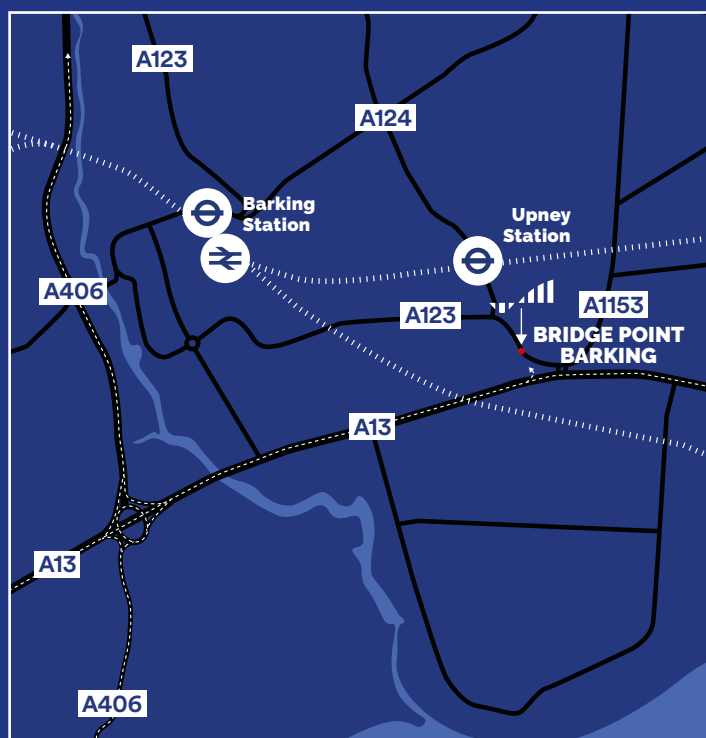 A123
A124
Barking
Station
Upney
Station
A406
A123
A1153
BRIDGE POINT
BARKING
A13
A13
A406